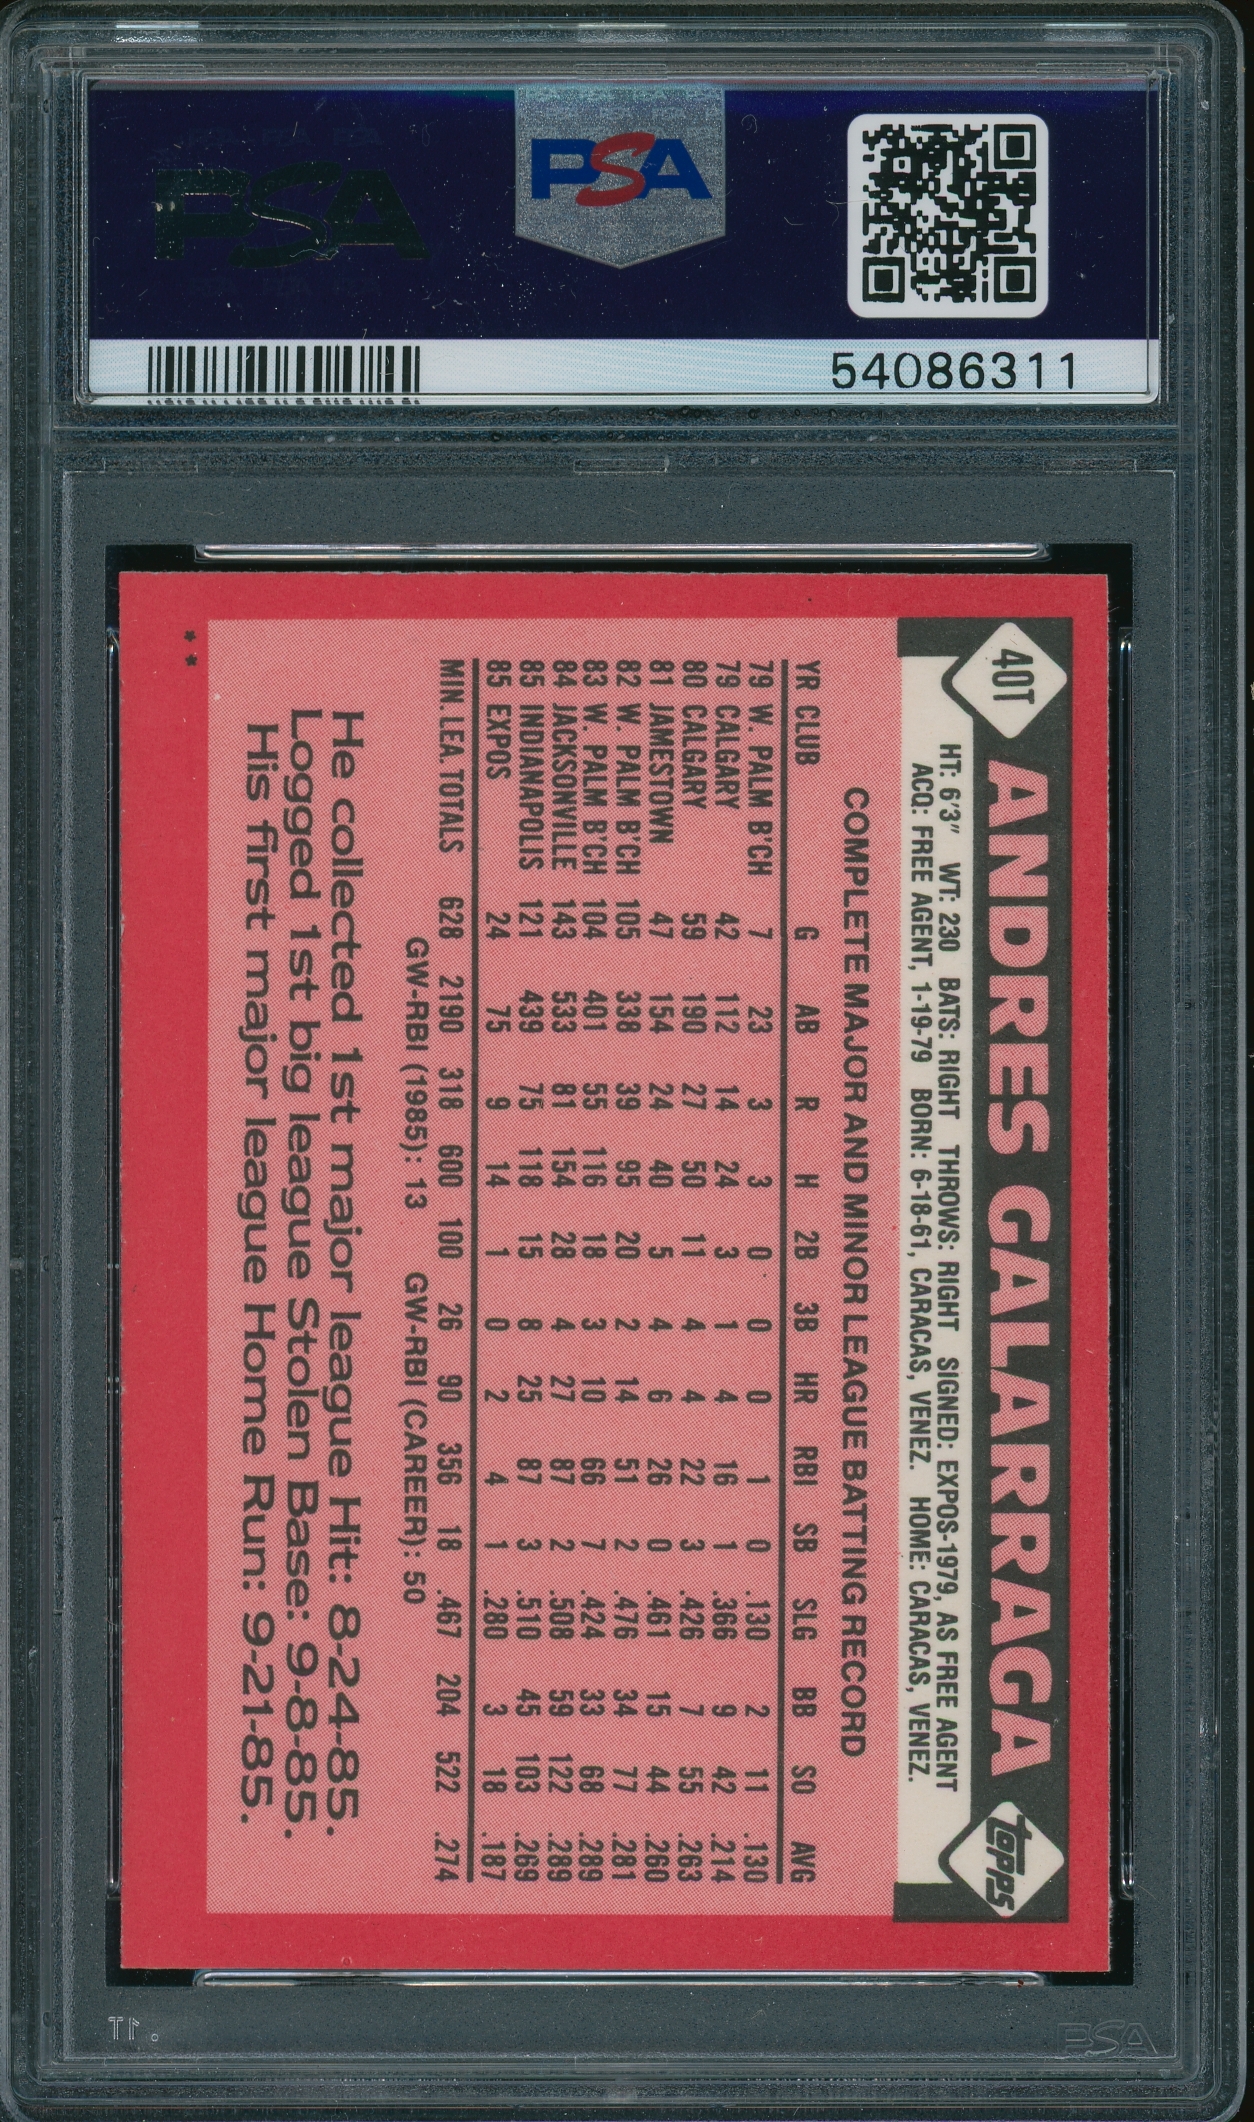 PSA
PSA
54086311
40T
ANDRES GALARRAGA
topps
HT: 6'3" WT: 230 BATS: RIGHT THROWS: RIGHT SIGNED: EXPOS-1979, AS FREE AGENT
ACQ: FREE AGENT, 1-19-79 BORN: 6-18-61, CARACAS, VENEZ. HOME: CARACAS, VENEZ.
COMPLETE MAJOR AND MINOR LEAGUE BATTING RECORD
YR CLUB G AB R H 2B 3B HR RBI SB SLG BB SO AVG
79 W. PALM B'CH 7 23 3 3 0 0 0 1 0 .130 2 11 .130
79 CALGARY 42 112 14 24 3 1 4 16 1 .366 9 42 .214
80 CALGARY 59 190 27 50 11 4 4 22 3 .426 7 55 .263
81 JAMESTOWN 47 154 24 40 5 4 6 26 0 .461 15 44 .260
82 W. PALM B'CH 105 338 39 95 20 2 14 51 2 .476 34 77 .281
83 W. PALM B'CH 104 401 55 116 18 3 10 66 7 .424 33 68 .289
84 JACKSONVILLE 143 533 81 154 28 4 27 87 2 .508 59 122 .289
85 INDIANAPOLIS 121 439 75 118 15 8 25 87 3 .510 45 103 .269
85 EXPOS 24 75 9 14 1 0 2 4 1 .280 3 18 .187
MIN. LEA. TOTALS 628 2190 318 600 100 26 90 356 18 .467 204 522 .274
GW-RBI (1985): 13 GW-RBI (CAREER): 50
He collected 1st major league Hit: 8-24-85.
Logged 1st big league Stolen Base: 9-8-85.
His first major league Home Run: 9-21-85.
**
PSA